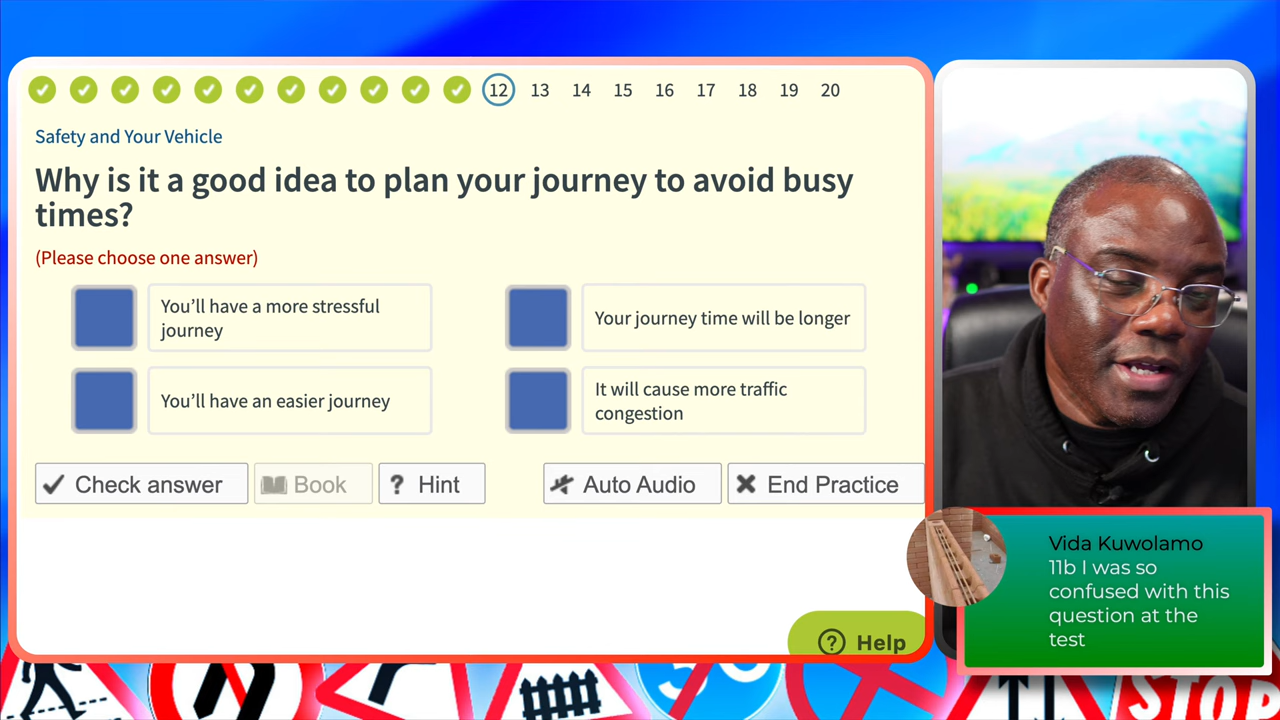 12 13 14 15 16 17 18 19 20
Safety and Your Vehicle
Why is it a good idea to plan your journey to avoid busy
times?
(Please choose one answer)
You’ll have a more stressful
journey
Your journey time will be longer
You’ll have an easier journey
It will cause more traffic
congestion
Check answer
Book
? Hint
Auto Audio
End Practice
Vida Kuwolamo
11b I was so
confused with this
question at the
test
? Help
STOP